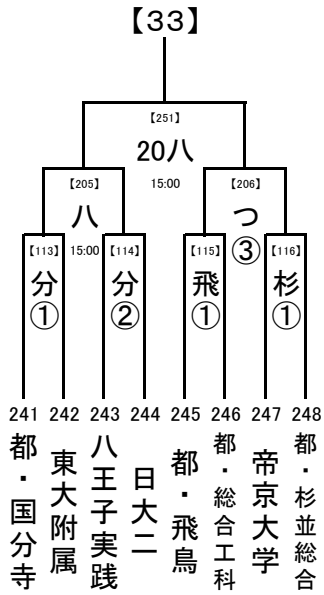 【33】
【251】
20八
15:00
【205】
八
15:00
【206】
つ
③
【113】
分
①
【114】
分
②
【115】
飛
①
【116】
杉
①
241 242 243 244 245 246 247 248
都・国分寺
東大附属
八王子実践
日大二
都・飛鳥
都・総合工科
帝京大学
都・杉並総合